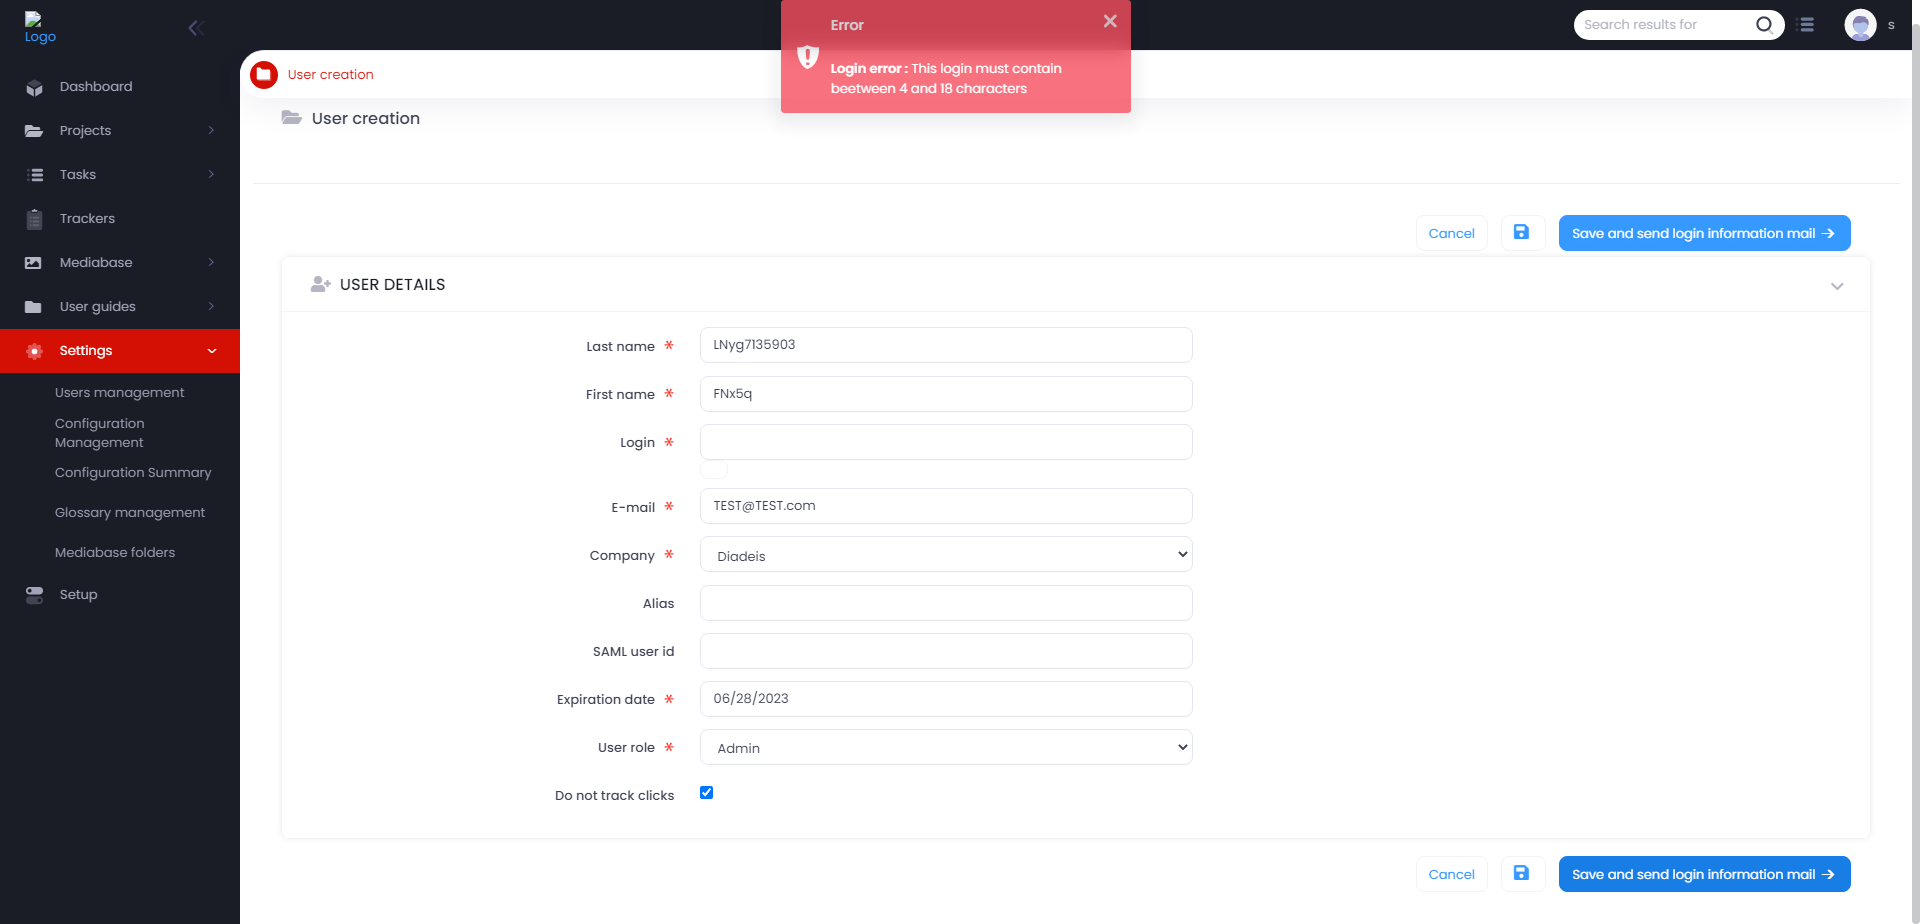 Logo
Search results for
s
Error
Login error : This login must contain
beetween 4 and 18 characters
Dashboard
Projects
Tasks
Trackers
Mediabase
User guides
Settings
Users management
Configuration
Management
Configuration Summary
Glossary management
Mediabase folders
Setup
User creation
User creation
Cancel
Save and send login information mail →
USER DETAILS
Last name * LNyg7135903
First name * FNx5q
Login *
E-mail * TEST@TEST.com
Company * Diadeis
Alias
SAML user id
Expiration date * 06/28/2023
User role * Admin
Do not track clicks
Cancel
Save and send login information mail →